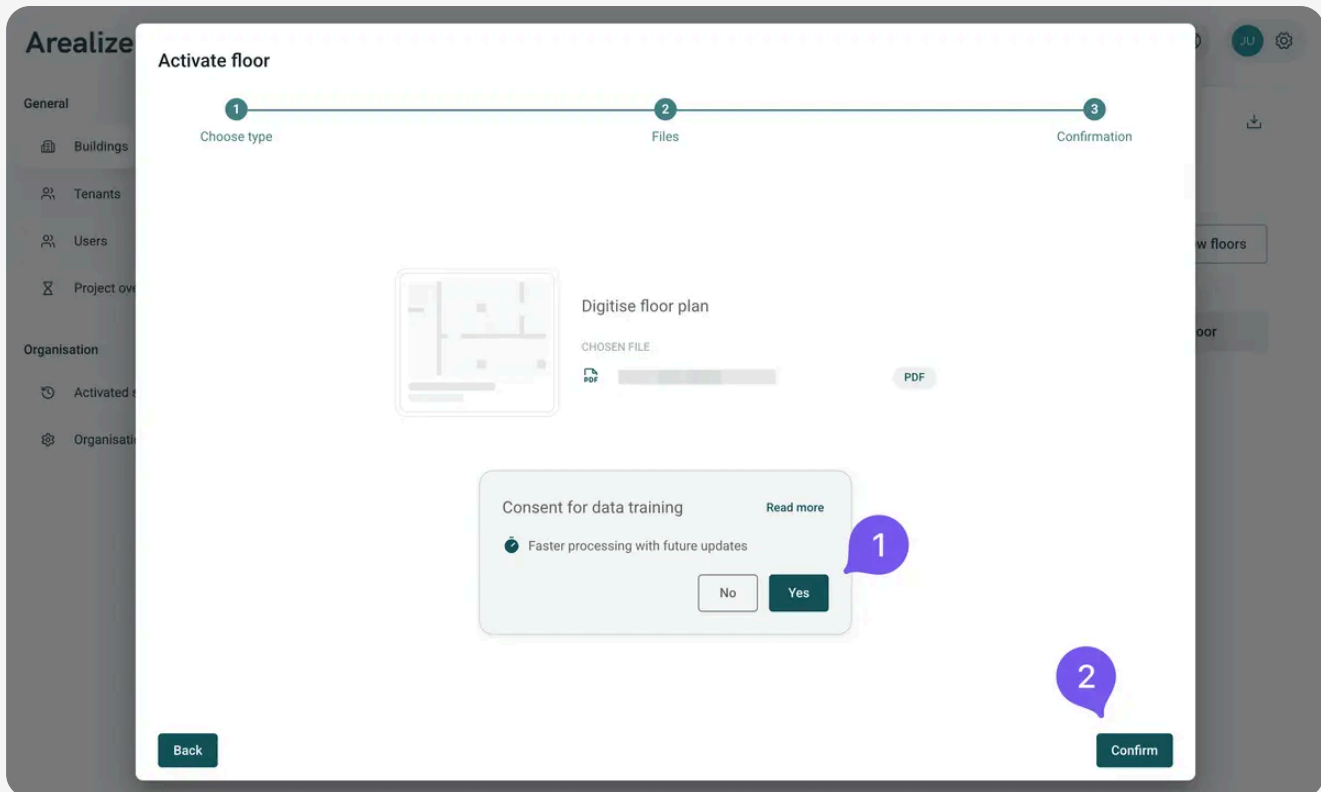 Arealize
JU
Activate floor
1
2
3
Choose type
Files
Confirmation
General
Buildings
Tenants
Users
Project
Organisation
Activated
w floors
oor
Digitise floor plan
CHOSEN FILE
PDF
PDF
Consent for data training
Read more
Faster processing with future updates
No
Yes
1
2
Back
Confirm